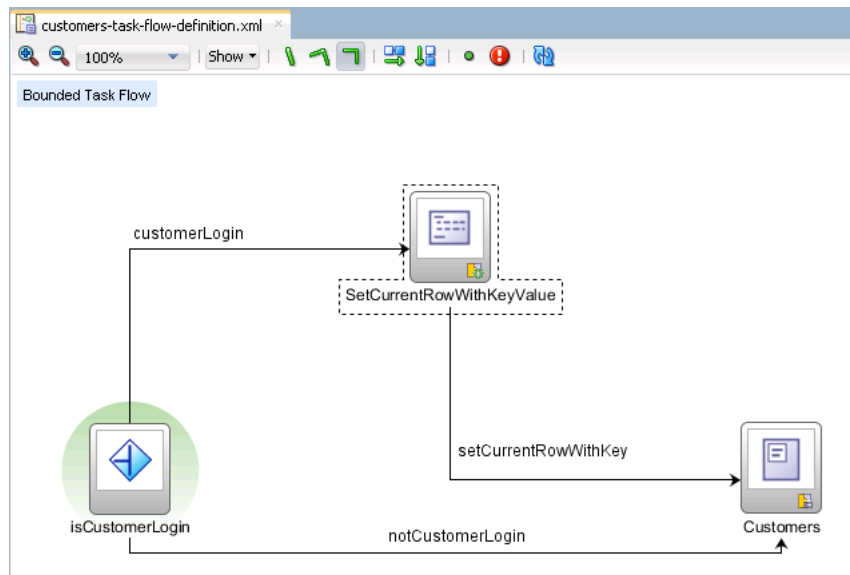 customers-task-flow-definition.xml
100%
Show
Bounded Task Flow
customerLogin
SetCurrentRowWithKeyValue
setCurrentRowWithKey
isCustomerLogin
Customers
notCustomerLogin